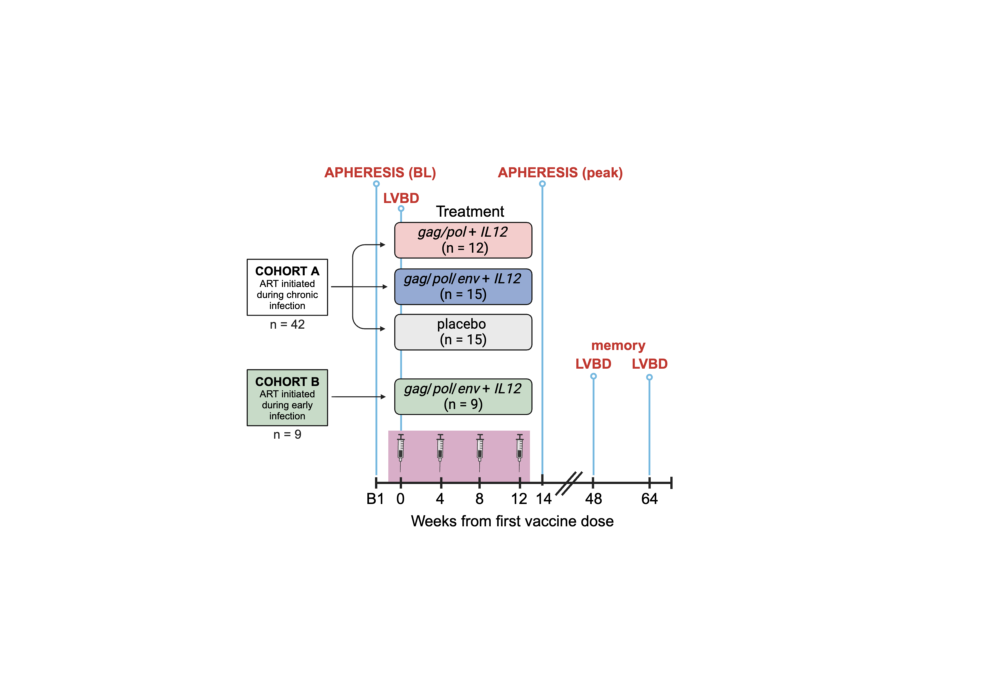 APHERESIS (BL)
APHERESIS (peak)
LVBD
Treatment
gag/pol + IL12
(n = 12)
gag/pol/env + IL12
(n = 15)
placebo
(n = 15)
COHORT A
ART initiated
during chronic
infection
n = 42
memory
LVBD LVBD
COHORT B
ART initiated
during early
infection
n = 9
gag/pol/env + IL12
(n = 9)
B1 0 4 8 12 14 48 64
Weeks from first vaccine dose